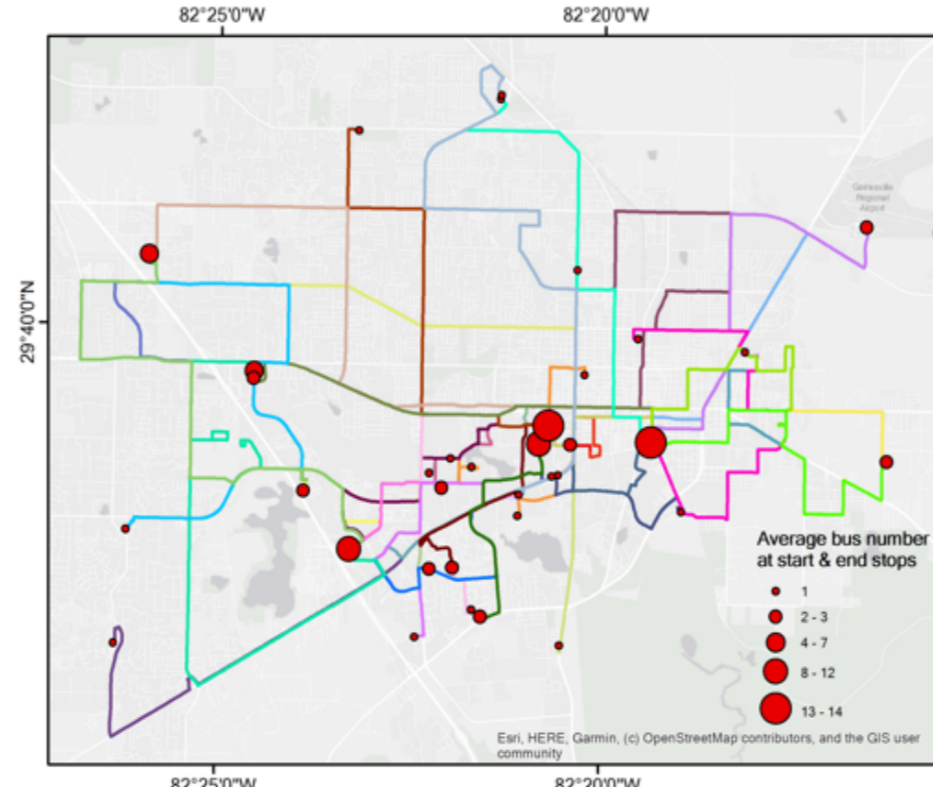 82°25'0"W 82°20'0"W
Gainesville
Regional
Airport
29°40'0"N
Average bus number
at start & end stops
1
2 - 3
4 - 7
8 - 12
13 - 14
Esri, HERE, Garmin, (c) OpenStreetMap contributors, and the GIS user
community
82°25'0"W 82°20'0"W